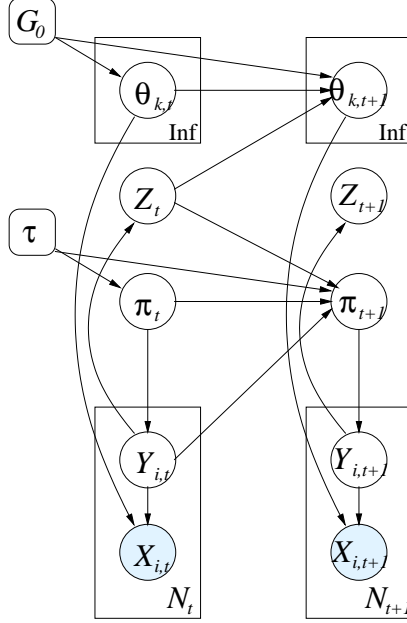 G₀
θₖ,ₜ θₖ,ₜ₊₁
Inf Inf
Zₜ Zₜ₊₁
τ
πₜ πₜ₊₁
Yᵢ,ₜ Yᵢ,ₜ₊₁
Xᵢ,ₜ Xᵢ,ₜ₊₁
Nₜ Nₜ₊₁